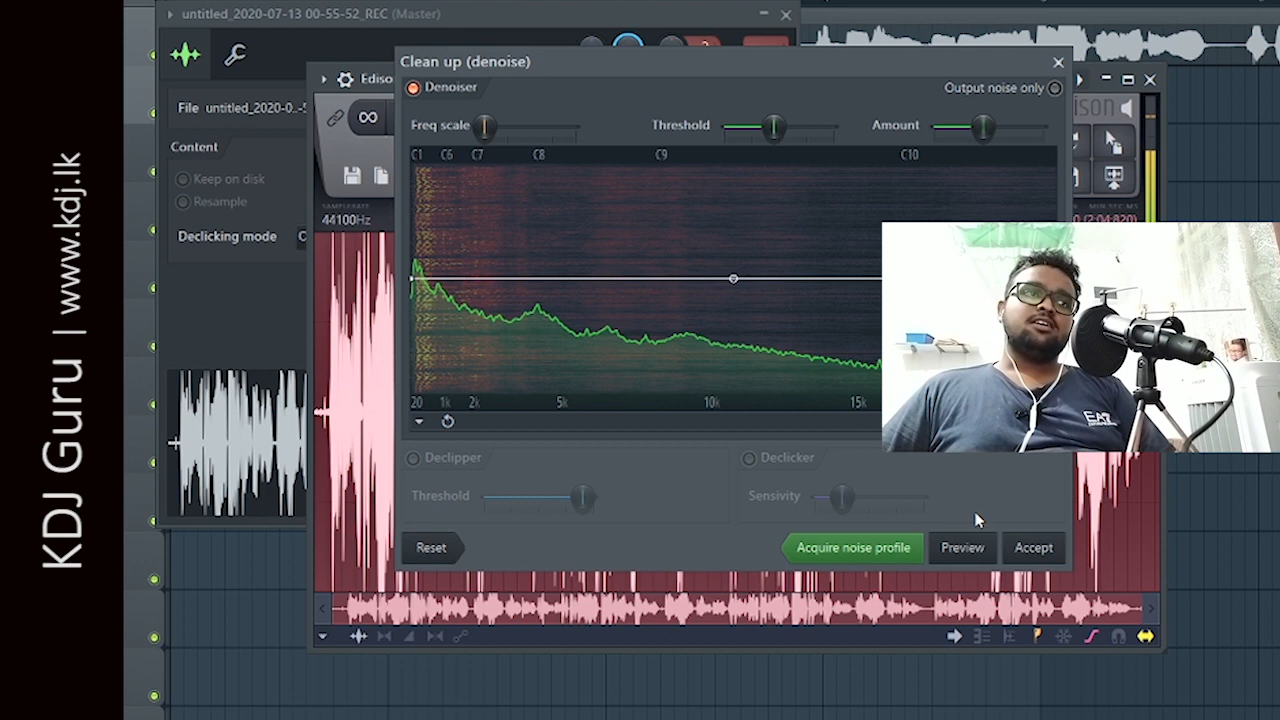 KDJ Guru | www.kdj.lk
untitled_2020-07-13 00-55-52_REC (Master)
File untitled_2020-0..-5
Content
Keep on disk
Resample
Declicking mode
Ediso
ison
44100Hz
Clean up (denoise)
Denoiser
Output noise only
Freq scale
Threshold
Amount
C1 C6 C7 C8 C9 C10
20 1k 2k 5k 10k 15k
Declipper
Declicker
Threshold
Sensivity
Reset
Acquire noise profile
Preview
Accept
EA7